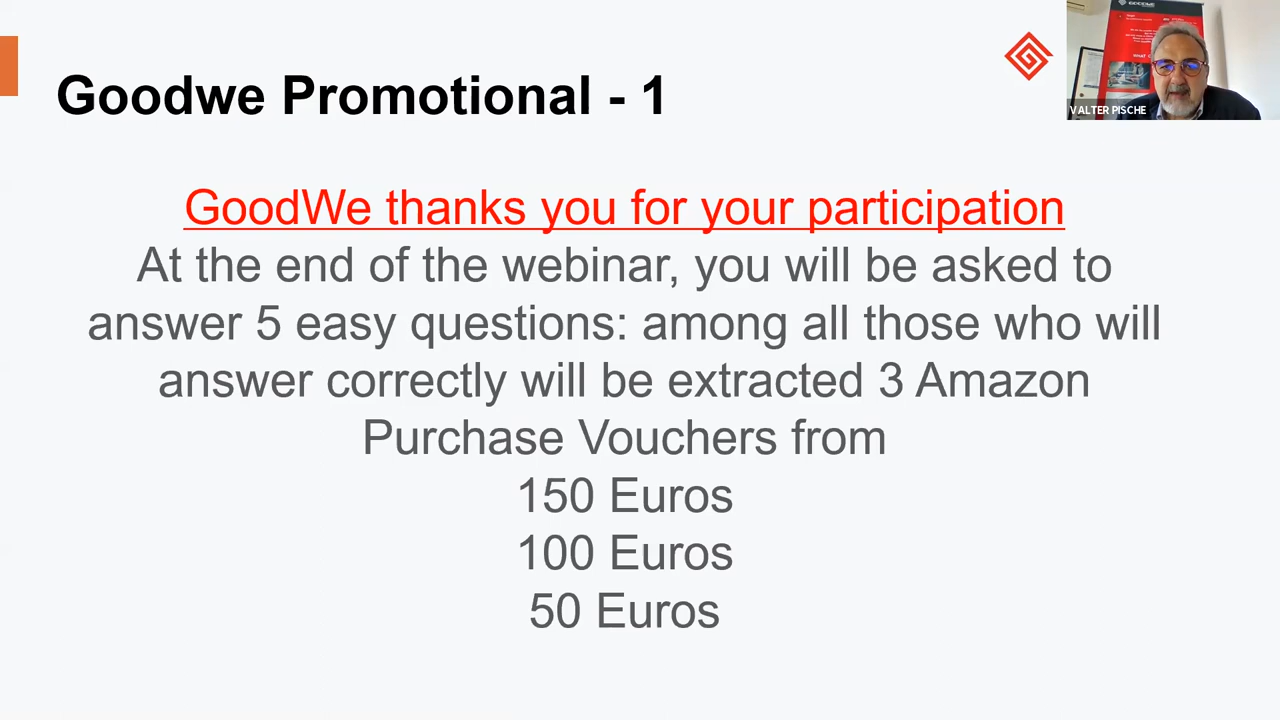 Goodwe Promotional - 1
GOODWE
VALTER PISCHE
GoodWe thanks you for your participation
At the end of the webinar, you will be asked to
answer 5 easy questions: among all those who will
answer correctly will be extracted 3 Amazon
Purchase Vouchers from
150 Euros
100 Euros
50 Euros